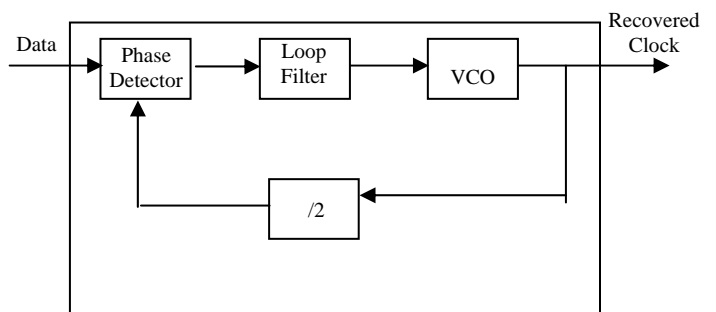 Data
Phase
Detector
Loop
Filter
VCO
Recovered
Clock
/2